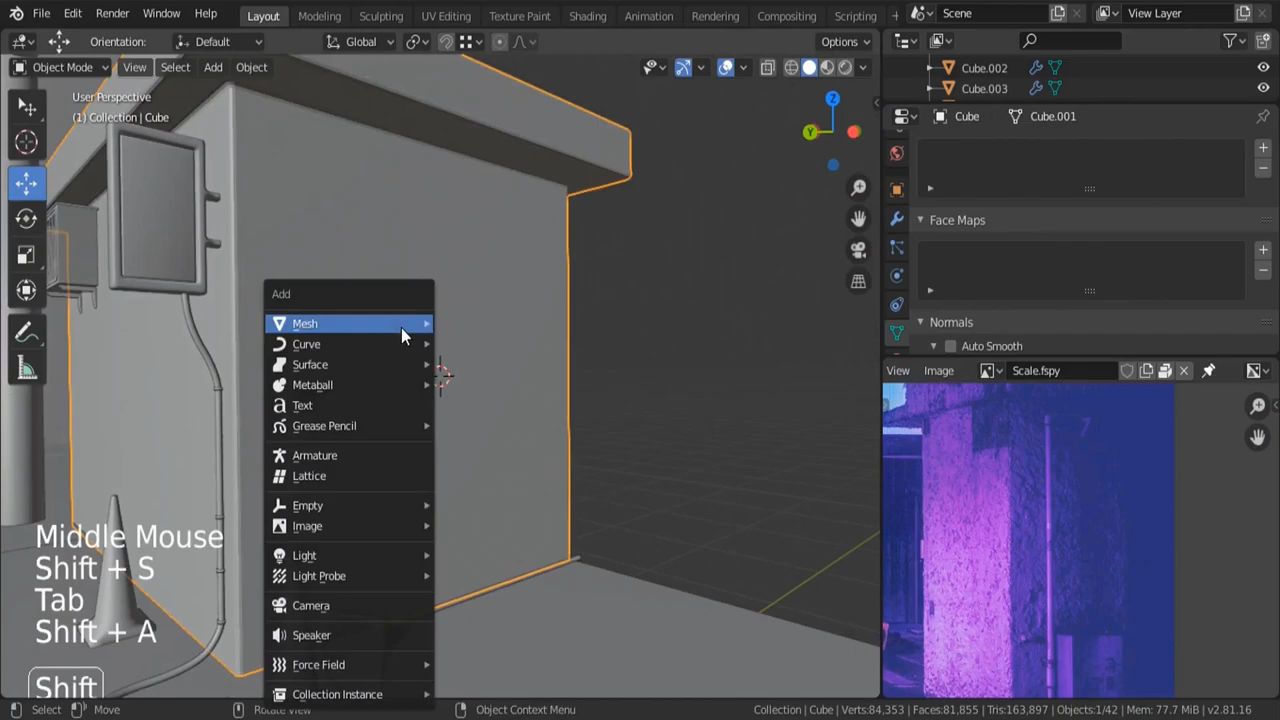 File Edit Render Window Help Layout Modeling Sculpting UV Editing Texture Paint Shading Animation Rendering Compositing Scripting + Scene View Layer
Orientation: Default Global Options
Object Mode View Select Add Object
User Perspective
(1) Collection | Cube
Z
Y
Cube.002
Cube.003
Cube Cube.001
Face Maps
Normals
Auto Smooth
View Image Scale.fspy
Add
Mesh
Curve
Surface
Metaball
Text
Grease Pencil
Armature
Lattice
Empty
Image
Light
Light Probe
Camera
Speaker
Force Field
Collection Instance
Middle Mouse
Shift + S
Tab
Shift + A
Shift
Select Move Rotate View Object Context Menu Collection | Cube | Verts:84,353 | Faces:81,855 | Tris:163,897 | Objects:1/42 | Mem: 77.7 MiB | v2.81.16